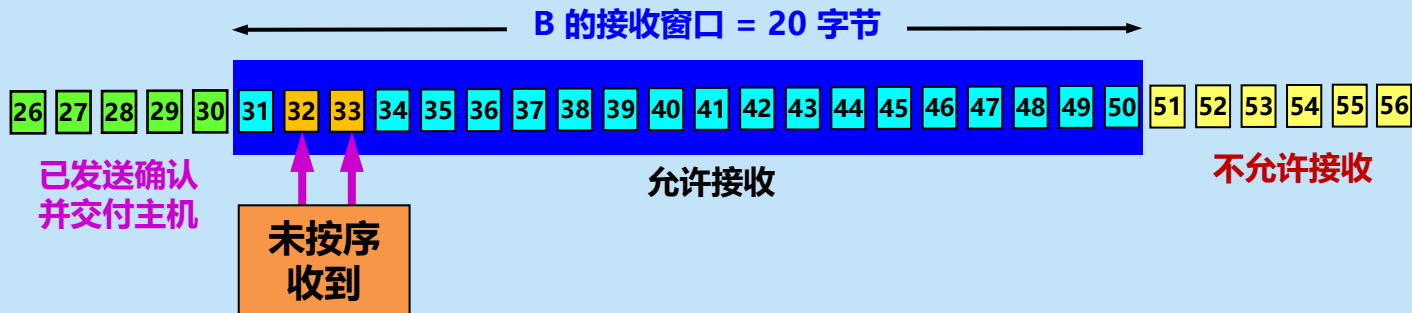 B 的接收窗口 = 20 字节
26 27 28 29 30 31 32 33 34 35 36 37 38 39 40 41 42 43 44 45 46 47 48 49 50 51 52 53 54 55 56
已发送确认
并交付主机
允许接收
不允许接收
未按序
收到